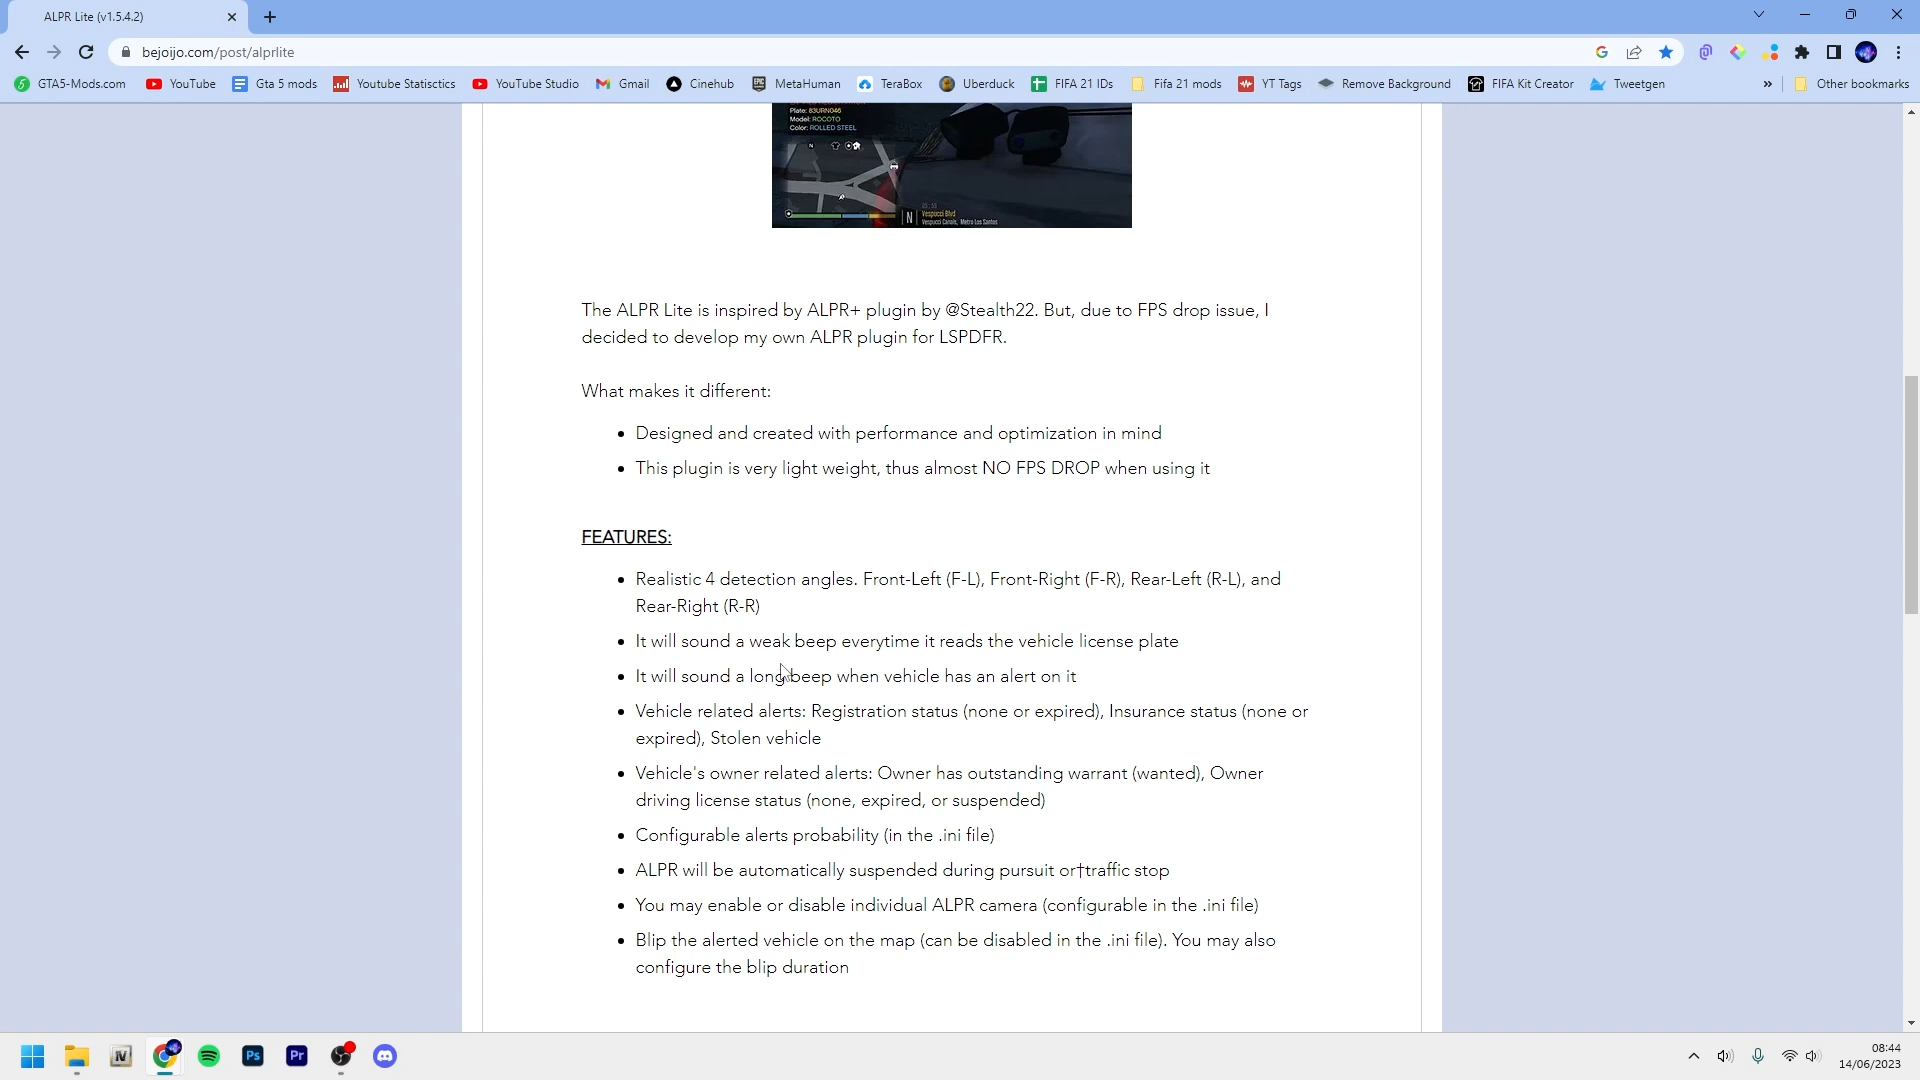 ALPR Lite (v1.5.4.2)
bejoijo.com/post/alprlite
GTA5-Mods.com YouTube Gta 5 mods Youtube Statisctics YouTube Studio Gmail Cinehub MetaHuman TeraBox Uberduck FIFA 21 IDs Fifa 21 mods YT Tags Remove Background FIFA Kit Creator Tweetgen » Other bookmarks
Plate: 83URN046
Model: ROCOTO
Color: ROLLED STEEL
N
N Vespucci Blvd
Vespucci Canals, Metro Los Santos
The ALPR Lite is inspired by ALPR+ plugin by @Stealth22. But, due to FPS drop issue, I
decided to develop my own ALPR plugin for LSPDFR.
What makes it different:
• Designed and created with performance and optimization in mind
• This plugin is very light weight, thus almost NO FPS DROP when using it
FEATURES:
• Realistic 4 detection angles. Front-Left (F-L), Front-Right (F-R), Rear-Left (R-L), and
Rear-Right (R-R)
• It will sound a weak beep everytime it reads the vehicle license plate
• It will sound a long beep when vehicle has an alert on it
• Vehicle related alerts: Registration status (none or expired), Insurance status (none or
expired), Stolen vehicle
• Vehicle's owner related alerts: Owner has outstanding warrant (wanted), Owner
driving license status (none, expired, or suspended)
• Configurable alerts probability (in the .ini file)
• ALPR will be automatically suspended during pursuit or†traffic stop
• You may enable or disable individual ALPR camera (configurable in the .ini file)
• Blip the alerted vehicle on the map (can be disabled in the .ini file). You may also
configure the blip duration
Ps Pr
08:44
14/06/2023